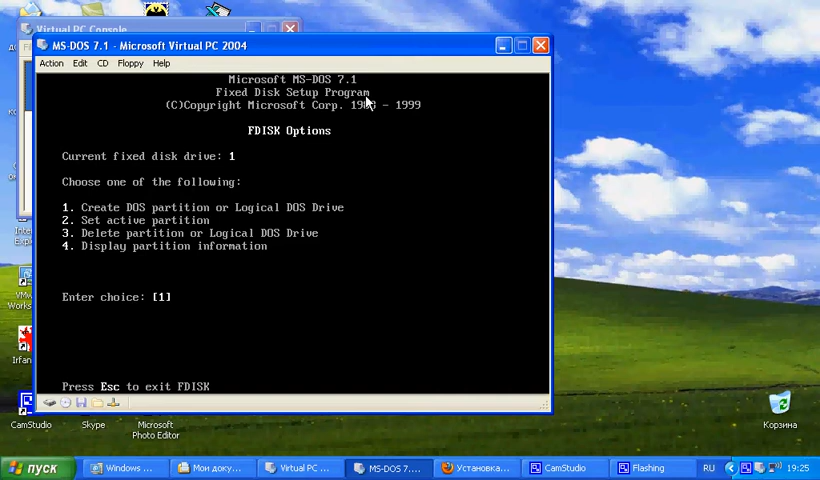 Virtual PC Console
MS-DOS 7.1 - Microsoft Virtual PC 2004
Action Edit CD Floppy Help
Microsoft MS-DOS 7.1
Fixed Disk Setup Program
(C)Copyright Microsoft Corp. - 1999
FDISK Options
Current fixed disk drive: 1
Choose one of the following:
1. Create DOS partition or Logical DOS Drive
2. Set active partition
3. Delete partition or Logical DOS Drive
4. Display partition information
Enter choice: [1]
Press Esc to exit FDISK
CamStudio
Skype
Microsoft
Photo Editor
Корзина
пуск
Windows ...
Мои доку...
Virtual PC ...
MS-DOS 7....
Установка...
CamStudio
Flashing
RU
19:25